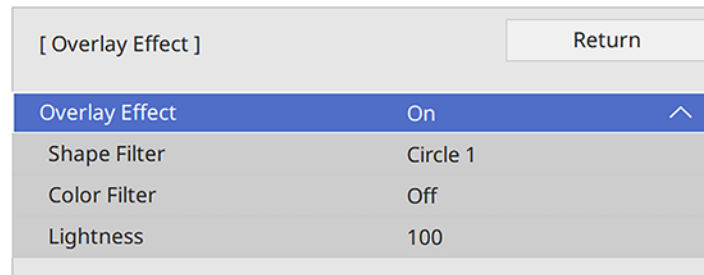 [ Overlay Effect ] Return
Overlay Effect On
Shape Filter Circle 1
Color Filter Off
Lightness 100